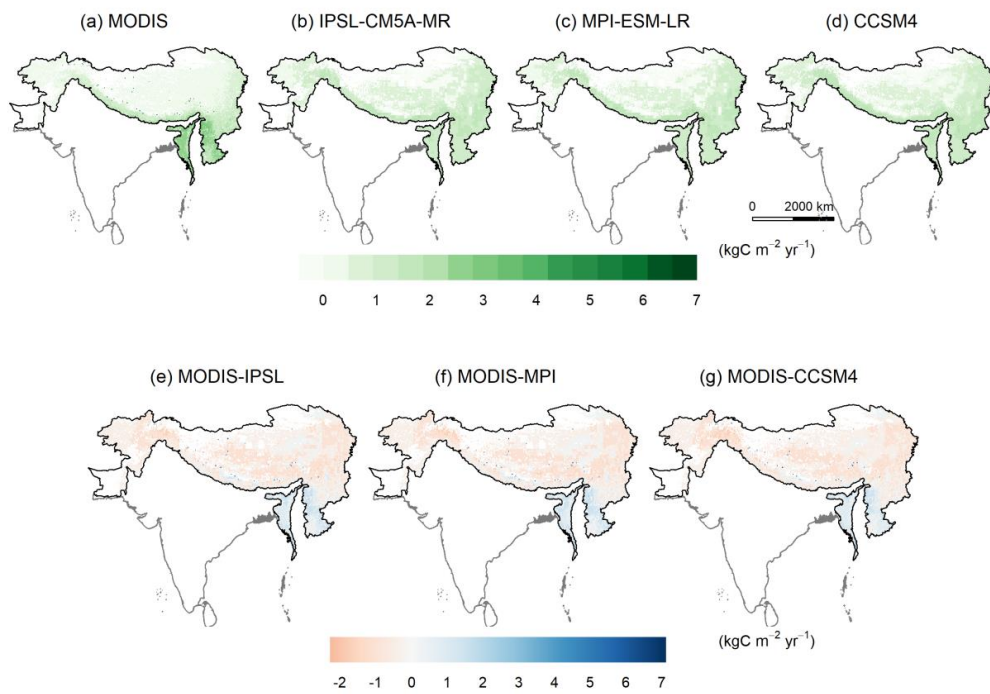 (a) MODIS
(b) IPSL-CM5A-MR
(c) MPI-ESM-LR
(d) CCSM4
0 2000 km
(kgC m⁻² yr⁻¹)
0 1 2 3 4 5 6 7
(e) MODIS-IPSL
(f) MODIS-MPI
(g) MODIS-CCSM4
(kgC m⁻² yr⁻¹)
-2 -1 0 1 2 3 4 5 6 7